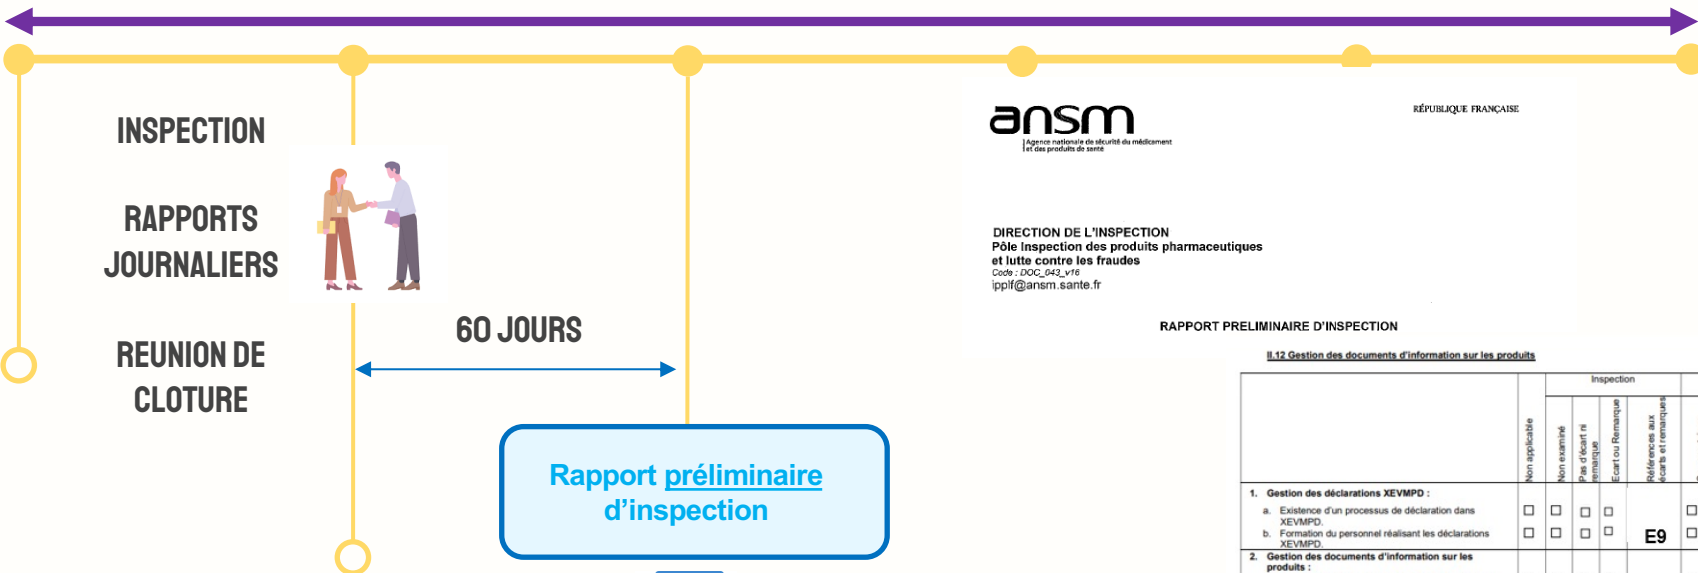 INSPECTION
RAPPORTS
JOURNALIERS
REUNION DE
CLOTURE
60 JOURS
Rapport préliminaire
d’inspection
ansm
Agence nationale de sécurité du médicament
et des produits de santé
RÉPUBLIQUE FRANÇAISE
DIRECTION DE L'INSPECTION
Pôle Inspection des produits pharmaceutiques
et lutte contre les fraudes
Code : DOC_043_v16
ipplf@ansm.sante.fr
RAPPORT PRELIMINAIRE D'INSPECTION
II.12 Gestion des documents d'information sur les produits
Inspection
Non applicable
Non examiné
Pas d'écart ni
remarque
Ecart ou Remarque
Références aux
écarts et remarques
1. Gestion des déclarations XEVMPD :
a. Existence d'un processus de déclaration dans
XEVMPD.
b. Formation du personnel réalisant les déclarations
XEVMPD.
E9
2. Gestion des documents d'information sur les
produits :